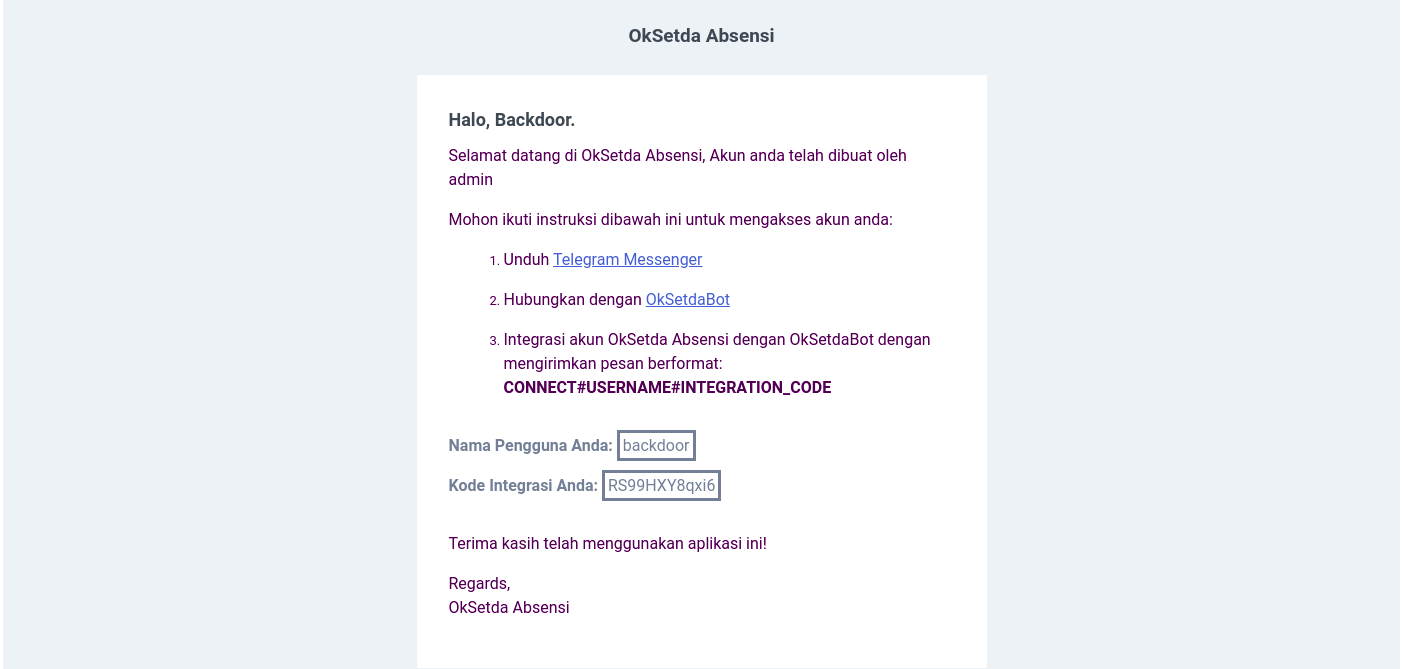 OkSetda Absensi
Halo, Backdoor.
Selamat datang di OkSetda Absensi, Akun anda telah dibuat oleh
admin
Mohon ikuti instruksi dibawah ini untuk mengakses akun anda:
1. Unduh Telegram Messenger
2. Hubungkan dengan OkSetdaBot
3. Integrasi akun OkSetda Absensi dengan OkSetdaBot dengan
mengirimkan pesan berformat:
CONNECT#USERNAME#INTEGRATION_CODE
Nama Pengguna Anda: backdoor
Kode Integrasi Anda: RS99HXY8qxi6
Terima kasih telah menggunakan aplikasi ini!
Regards,
OkSetda Absensi